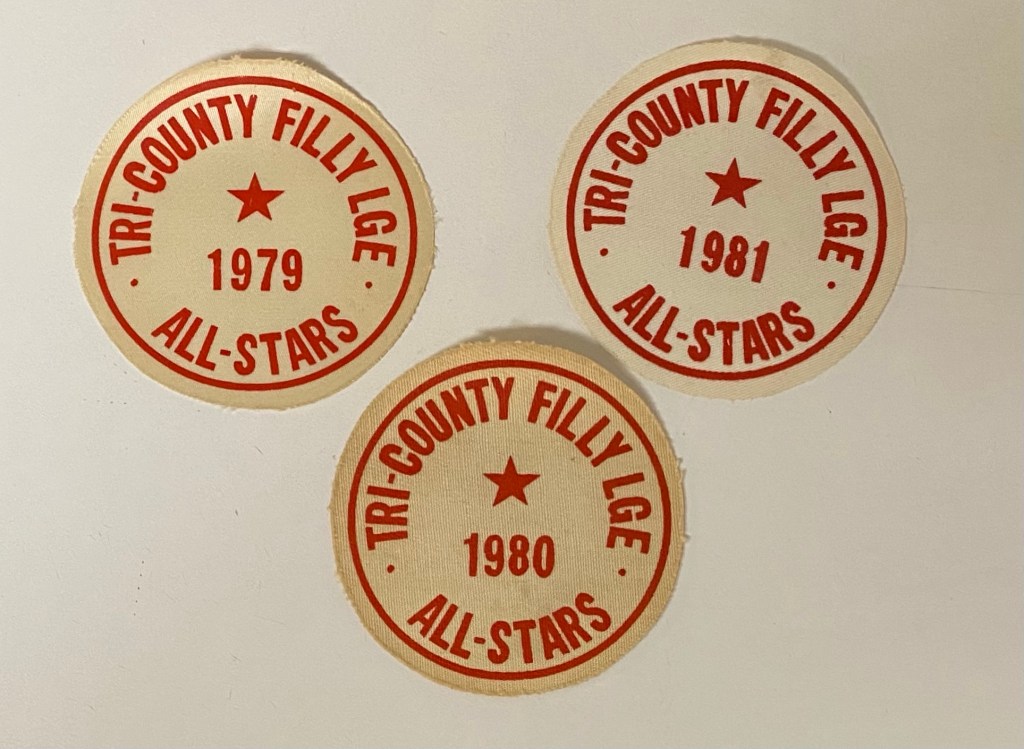 TRI-COUNTY FILLY LGE
1979
ALL-STARS
TRI-COUNTY FILLY LGE
1981
ALL-STARS
TRI-COUNTY FILLY LGE
1980
ALL-STARS